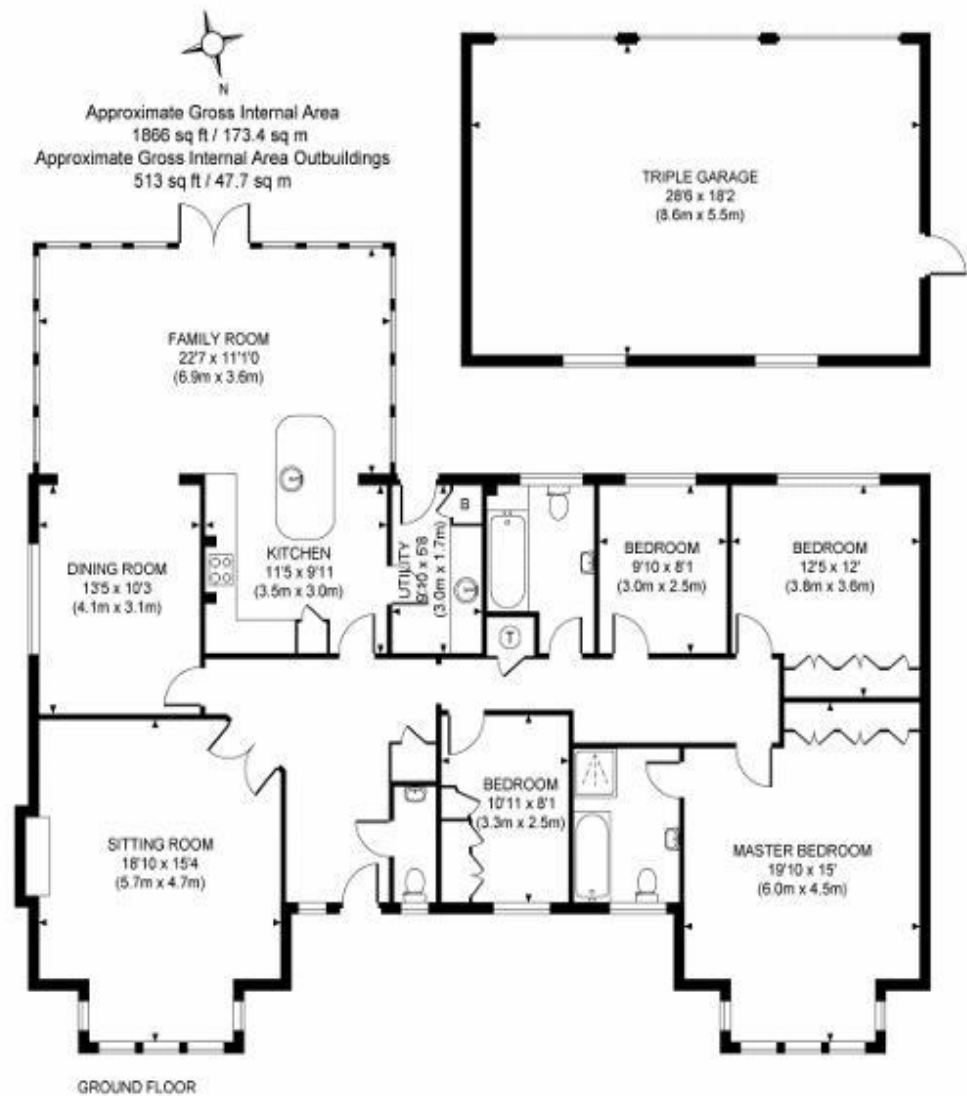 N
Approximate Gross Internal Area
1866 sq ft / 173.4 sq m
Approximate Gross Internal Area Outbuildings
513 sq ft / 47.7 sq m
TRIPLE GARAGE
28'6 x 18'2
(8.6m x 5.5m)
FAMILY ROOM
22'7 x 11'1'0
(6.9m x 3.6m)
DINING ROOM
13'5 x 10'3
(4.1m x 3.1m)
KITCHEN
11'5 x 9'11
(3.5m x 3.0m)
UTILITY
9'10 x 5'8
(3.0m x 1.7m)
B
T
BEDROOM
9'10 x 8'1
(3.0m x 2.5m)
BEDROOM
12'5 x 12'
(3.8m x 3.6m)
SITTING ROOM
18'10 x 15'4
(5.7m x 4.7m)
BEDROOM
10'11 x 8'1
(3.3m x 2.5m)
MASTER BEDROOM
19'10 x 15'
(6.0m x 4.5m)
GROUND FLOOR